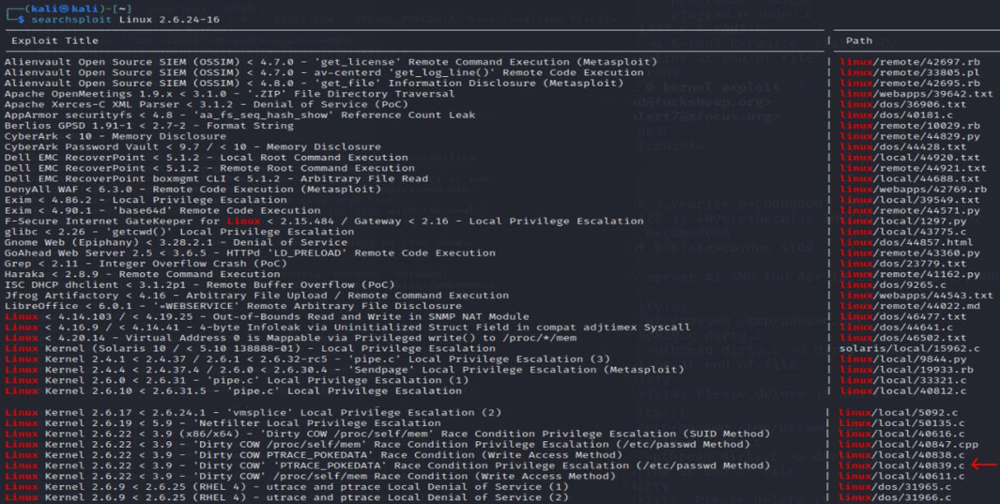 (kali㉿kali)-[~]
$ searchsploit Linux 2.6.24-16
Exploit Title | Path
Alienvault Open Source SIEM (OSSIM) < 4.7.0 - 'get_license' Remote Command Execution (Metasploit) | linux/remote/42697.rb
Alienvault Open Source SIEM (OSSIM) < 4.7.0 - av-centerd 'get_log_line()' Remote Code Execution | linux/remote/33805.pl
Alienvault Open Source SIEM (OSSIM) < 4.8.0 - 'get_file' Information Disclosure (Metasploit) | linux/remote/42695.rb
Apache OpenMeetings 1.9.x < 3.1.0 - '.ZIP' File Directory Traversal | linux/webapps/39642.txt
Apache Xerces-C XML Parser < 3.1.2 - Denial of Service (PoC) | linux/dos/36906.txt
AppArmor securityfs < 4.8 - 'aa_fs_seq_hash_show' Reference Count Leak | linux/dos/40181.c
Berlios GPSD 1.91-1 < 2.7-2 - Format String | linux/remote/10029.rb
CyberArk < 10 - Memory Disclosure | linux/remote/44829.py
CyberArk Password Vault < 9.7 / < 10 - Memory Disclosure | linux/dos/44428.txt
Dell EMC RecoverPoint < 5.1.2 - Local Root Command Execution | linux/local/44920.txt
Dell EMC RecoverPoint < 5.1.2 - Remote Root Command Execution | linux/remote/44921.txt
Dell EMC RecoverPoint boxmgmt CLI < 5.1.2 - Arbitrary File Read | linux/local/44688.txt
DenyAll WAF < 6.3.0 - Remote Code Execution (Metasploit) | linux/webapps/42769.rb
Exim < 4.86.2 - Local Privilege Escalation | linux/local/39549.txt
Exim < 4.90.1 - 'base64d' Remote Code Execution | linux/remote/44571.py
F-Secure Internet GateKeeper for Linux < 2.15.484 / Gateway < 2.16 - Local Privilege Escalation | linux/local/1297.py
glibc < 2.26 - 'getcwd()' Local Privilege Escalation | linux/local/43775.c
Gnome Web (Epiphany) < 3.28.2.1 - Denial of Service | linux/dos/44857.html
GoAhead Web Server 2.5 < 3.6.5 - HTTPd 'LD_PRELOAD' Remote Code Execution | linux/remote/43360.py
Grep < 2.11 - Integer Overflow Crash (PoC) | linux/dos/23779.txt
Haraka < 2.8.9 - Remote Command Execution | linux/remote/41162.py
ISC DHCP dhclient < 3.1.2p1 - Remote Buffer Overflow (PoC) | linux/dos/9265.c
Jfrog Artifactory < 4.16 - Arbitrary File Upload / Remote Command Execution | linux/webapps/44543.txt
LibreOffice < 6.0.1 - '=WEBSERVICE' Remote Arbitrary File Disclosure | linux/remote/44022.md
Linux < 4.14.103 / < 4.19.25 - Out-of-Bounds Read and Write in SNMP NAT Module | linux/dos/46477.txt
Linux < 4.16.9 / < 4.14.41 - 4-byte Infoleak via Uninitialized Struct Field in compat adjtimex Syscall | linux/dos/44641.c
Linux < 4.20.14 - Virtual Address 0 is Mappable via Privileged write() to /proc/*/mem | linux/dos/46502.txt
Linux Kernel (Solaris 10 / < 5.10 138888-01) - Local Privilege Escalation | solaris/local/15962.c
Linux Kernel 2.4.1 < 2.4.37 / 2.6.1 < 2.6.32-rc5 - 'pipe.c' Local Privilege Escalation (3) | linux/local/9844.py
Linux Kernel 2.4.4 < 2.4.37.4 / 2.6.0 < 2.6.30.4 - 'Sendpage' Local Privilege Escalation (Metasploit) | linux/local/19933.rb
Linux Kernel 2.6.0 < 2.6.31 - 'pipe.c' Local Privilege Escalation (1) | linux/local/33321.c
Linux Kernel 2.6.10 < 2.6.31.5 - 'pipe.c' Local Privilege Escalation | linux/local/40812.c
Linux Kernel 2.6.17 < 2.6.24.1 - 'vmsplice' Local Privilege Escalation (2) | linux/local/5092.c
Linux Kernel 2.6.19 < 5.9 - 'Netfilter Local Privilege Escalation | linux/local/50135.c
Linux Kernel 2.6.22 < 3.9 (x86/x64) - 'Dirty COW /proc/self/mem' Race Condition Privilege Escalation (SUID Method) | linux/local/40616.c
Linux Kernel 2.6.22 < 3.9 - 'Dirty COW /proc/self/mem' Race Condition Privilege Escalation (/etc/passwd Method) | linux/local/40847.cpp
Linux Kernel 2.6.22 < 3.9 - 'Dirty COW PTRACE_POKEDATA' Race Condition (Write Access Method) | linux/local/40838.c
Linux Kernel 2.6.22 < 3.9 - 'Dirty COW' 'PTRACE_POKEDATA' Race Condition Privilege Escalation (/etc/passwd Method) | linux/local/40839.c
Linux Kernel 2.6.22 < 3.9 - 'Dirty COW' /proc/self/mem Race Condition (Write Access Method) | linux/local/40611.c
Linux Kernel 2.6.9 < 2.6.25 (RHEL 4) - utrace and ptrace Local Denial of Service (1) | linux/dos/31965.c
Linux Kernel 2.6.9 < 2.6.25 (RHEL 4) - utrace and ptrace Local Denial of Service (2) | linux/dos/31966.c